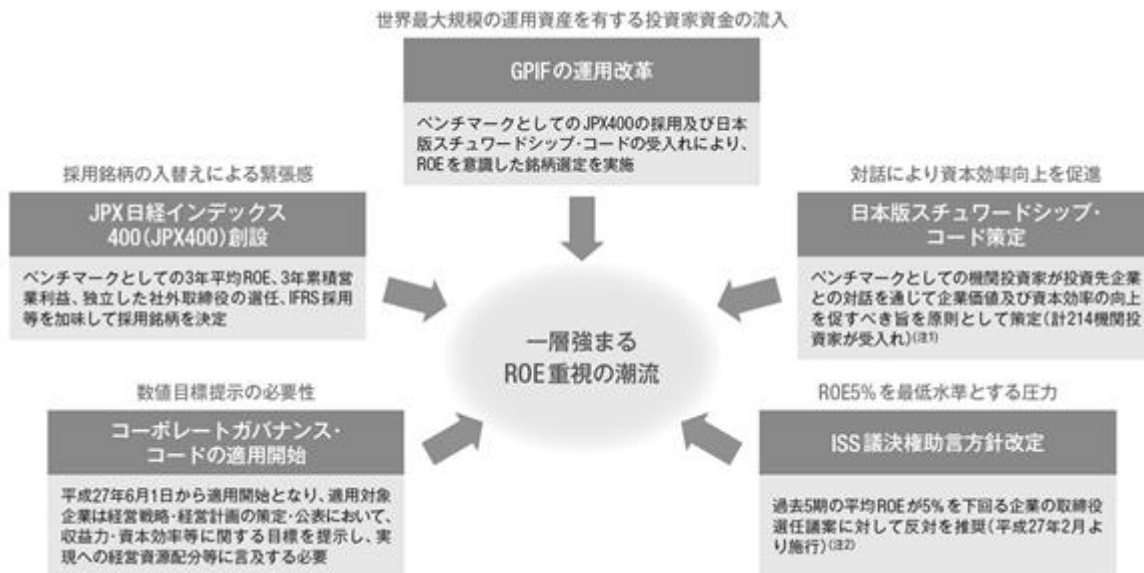 世界最大規模の運用資産を有する投資家資金の流入
GPIFの運用改革
ベンチマークとしてのJPX400の採用及び日本
版スチュワードシップ・コードの受入れにより、
ROEを意識した銘柄選定を実施
採用銘柄の入替えによる緊張感
JPX日経インデックス
400(JPX400)創設
ベンチマークとしての3年平均ROE、3年累積営
業利益、独立した社外取締役の選任、IFRS採用
等を加味して採用銘柄を決定
対話により資本効率向上を促進
日本版スチュワードシップ・
コード策定
ベンチマークとしての機関投資家が投資先企業
との対話を通じて企業価値及び資本効率の向上
を促すべき旨を原則として策定(計214機関投
資家が受入れ)(注1)
一層強まる
ROE重視の潮流
数値目標提示の必要性
コーポレートガバナンス・
コードの適用開始
平成27年6月1日から適用開始となり、適用対象
企業は経営戦略・経営計画の策定・公表において、
収益力・資本効率等に関する目標を提示し、実
現への経営資源配分等に言及する必要
ROE5%を最低水準とする圧力
ISS議決権助言方針改定
過去5期の平均ROEが5%を下回る企業の取締役
選任議案に対して反対を推奨(平成27年2月よ
り施行)(注2)